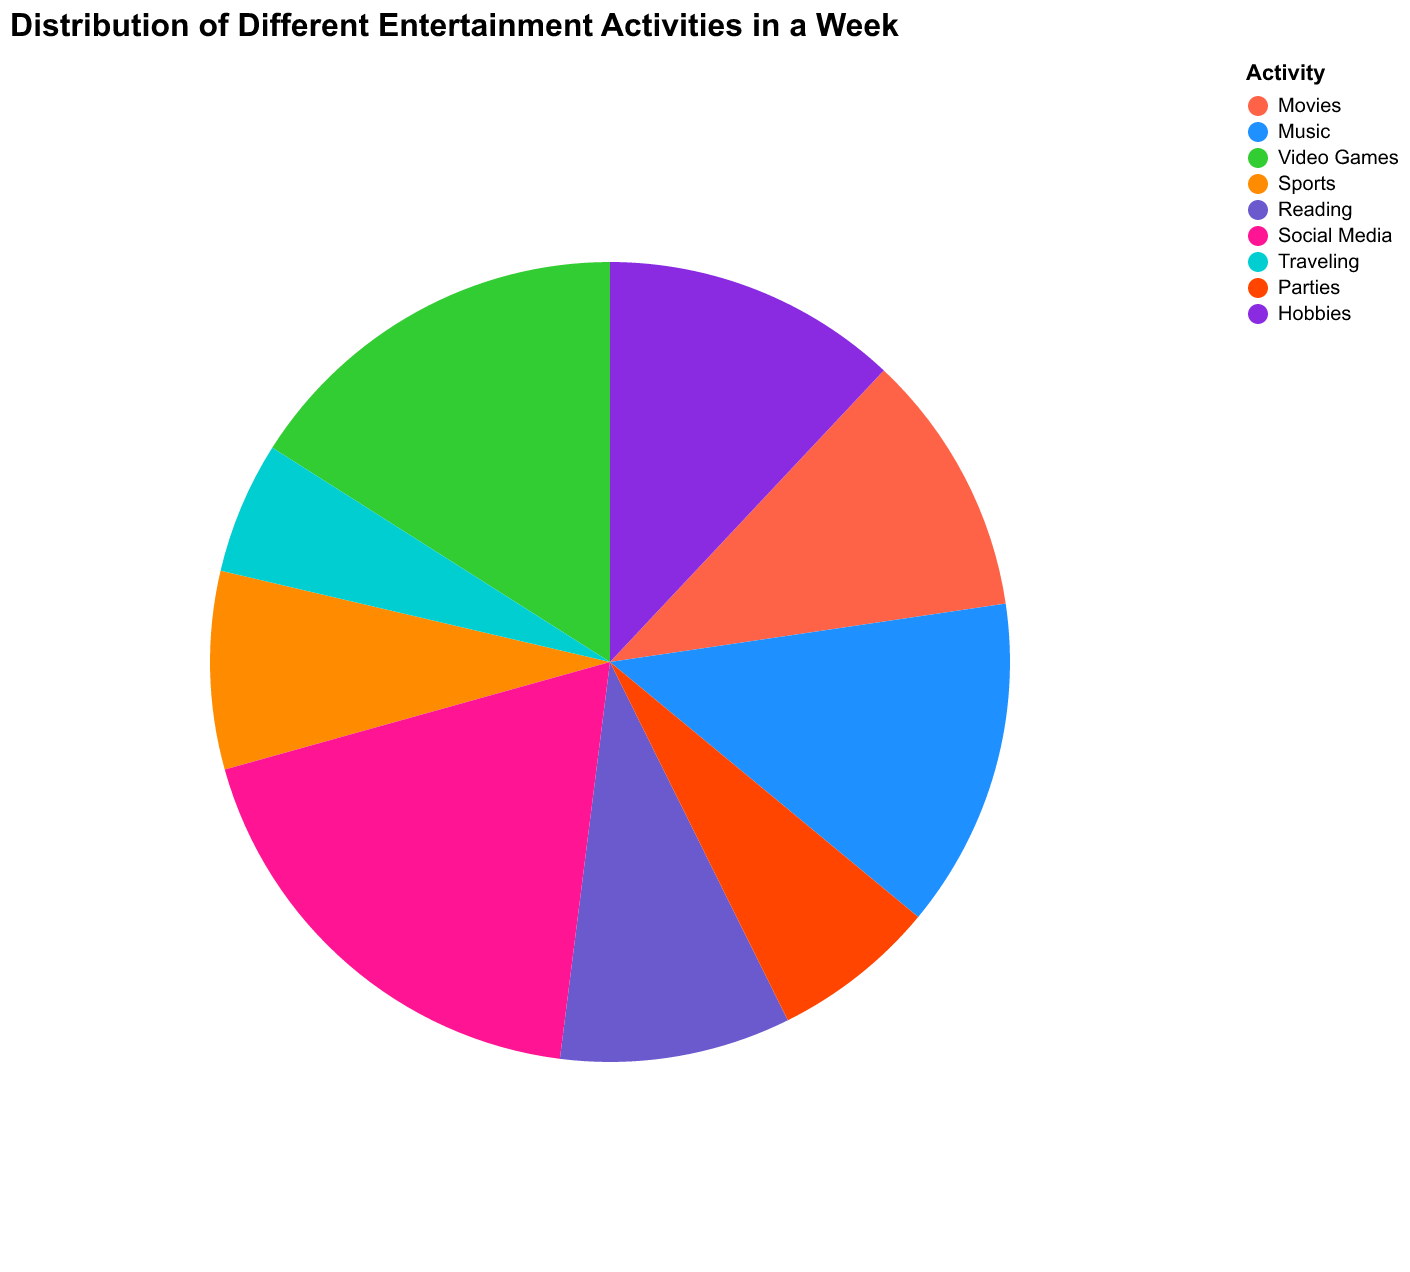 Distribution of Different Entertainment Activities in a Week
Activity
Movies
Music
Video Games
Sports
Reading
Social Media
Traveling
Parties
Hobbies